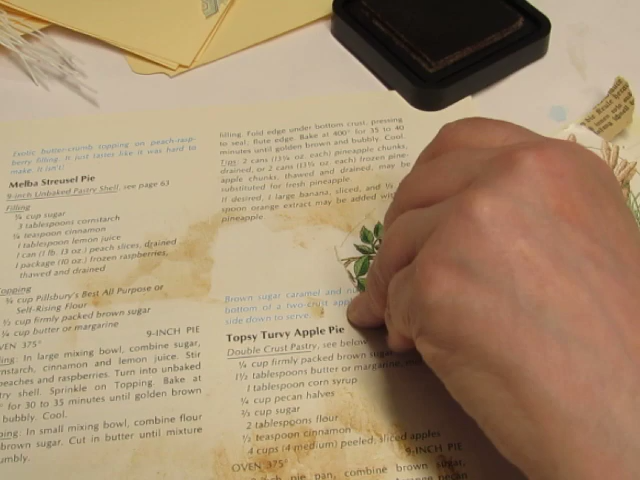 Exotic butter-crumb topping on peach-rasp-
berry filling. It just tastes like it was hard to
make. It isn't!
Melba Streusel Pie
9-inch Unbaked Pastry Shell, see page 63
Filling
¾ cup sugar
3 tablespoons cornstarch
¼ teaspoon cinnamon
1 tablespoon lemon juice
1 can (1 lb. 13 oz.) peach slices, drained
1 package (10 oz.) frozen raspberries,
thawed and drained
Topping
¾ cup Pillsbury's Best All Purpose or
Self-Rising Flour
½ cup firmly packed brown sugar
¼ cup butter or margarine
OVEN 375° 9-INCH PIE
In large mixing bowl, combine sugar,
cinnamon and lemon juice. Stir
peaches and raspberries. Turn into unbaked
shell. Sprinkle on Topping. Bake at
° for 30 to 35 minutes until golden brown
bubbly. Cool.
In small mixing bowl, combine flour
brown sugar. Cut in butter until mixture
filling. Fold edge under bottom crust, pressing
to seal; flute edge. Bake at 400° for 35 to 40
minutes until golden brown and bubbly. Cool.
Tips: 2 cans (13¼ oz. each) pineapple chunks,
drained, or 2 cans (13½ oz. each) frozen pine-
apple chunks, thawed and drained, may be
substituted for fresh pineapple.
If desired, 1 large banana, sliced, and
spoon orange extract may be added
pineapple.
Brown sugar caramel and
bottom of a two-crust
side down to serve.
Topsy Turvy Apple Pie
Double Crust Pastry, see below
¼ cup firmly packed brown sugar
1½ tablespoons butter or margarine,
1 tablespoon corn syrup
¼ cup pecan halves
⅔ cup sugar
2 tablespoons flour
½ teaspoon cinnamon
4 cups (4 medium) peeled, sliced apples
OVEN 375° 9-INCH PIE
pan, combine brown sugar,